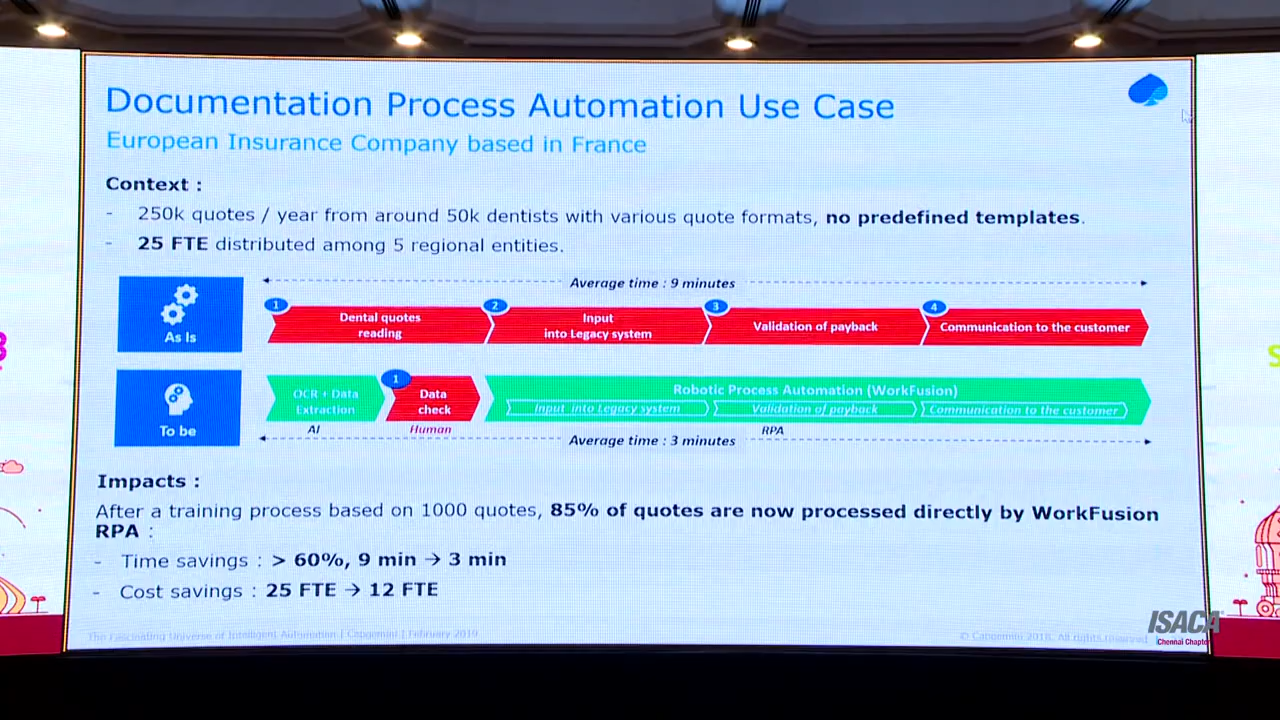 Documentation Process Automation Use Case
European Insurance Company based in France
Context :
- 250k quotes / year from around 50k dentists with various quote formats, no predefined templates.
- 25 FTE distributed among 5 regional entities.
Average time : 9 minutes
As Is
1 Dental quotes
reading
2 Input
into Legacy system
3 Validation of payback
4 Communication to the customer
To be
OCR + Data
Extraction
AI
1 Data
check
Human
Robotic Process Automation (WorkFusion)
Input into Legacy system
Validation of payback
Communication to the customer
RPA
Average time : 3 minutes
Impacts :
After a training process based on 1000 quotes, 85% of quotes are now processed directly by WorkFusion
RPA :
- Time savings : > 60%, 9 min → 3 min
- Cost savings : 25 FTE → 12 FTE
The Fascinating Universe of Intelligent Automation | Capgemini | February 2019
© Capgemini 2018. All rights reserved
ISACA
Chennai Chapter